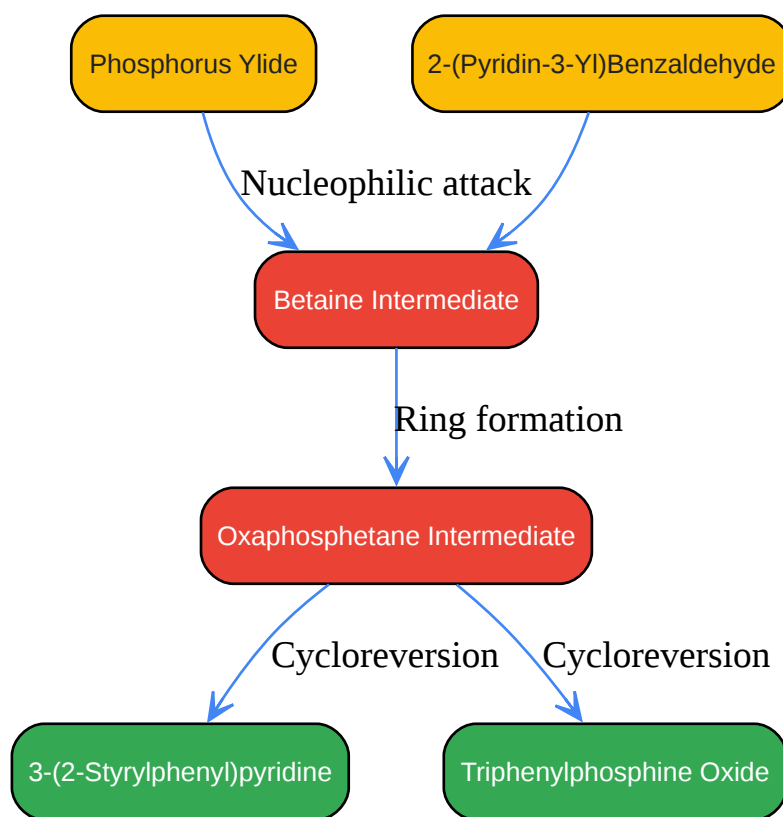 Phosphorus Ylide
2-(Pyridin-3-Yl)Benzaldehyde
Nucleophilic attack
Betaine Intermediate
Ring formation
Oxaphosphetane Intermediate
Cycloreversion
Cycloreversion
3-(2-Styrylphenyl)pyridine
Triphenylphosphine Oxide